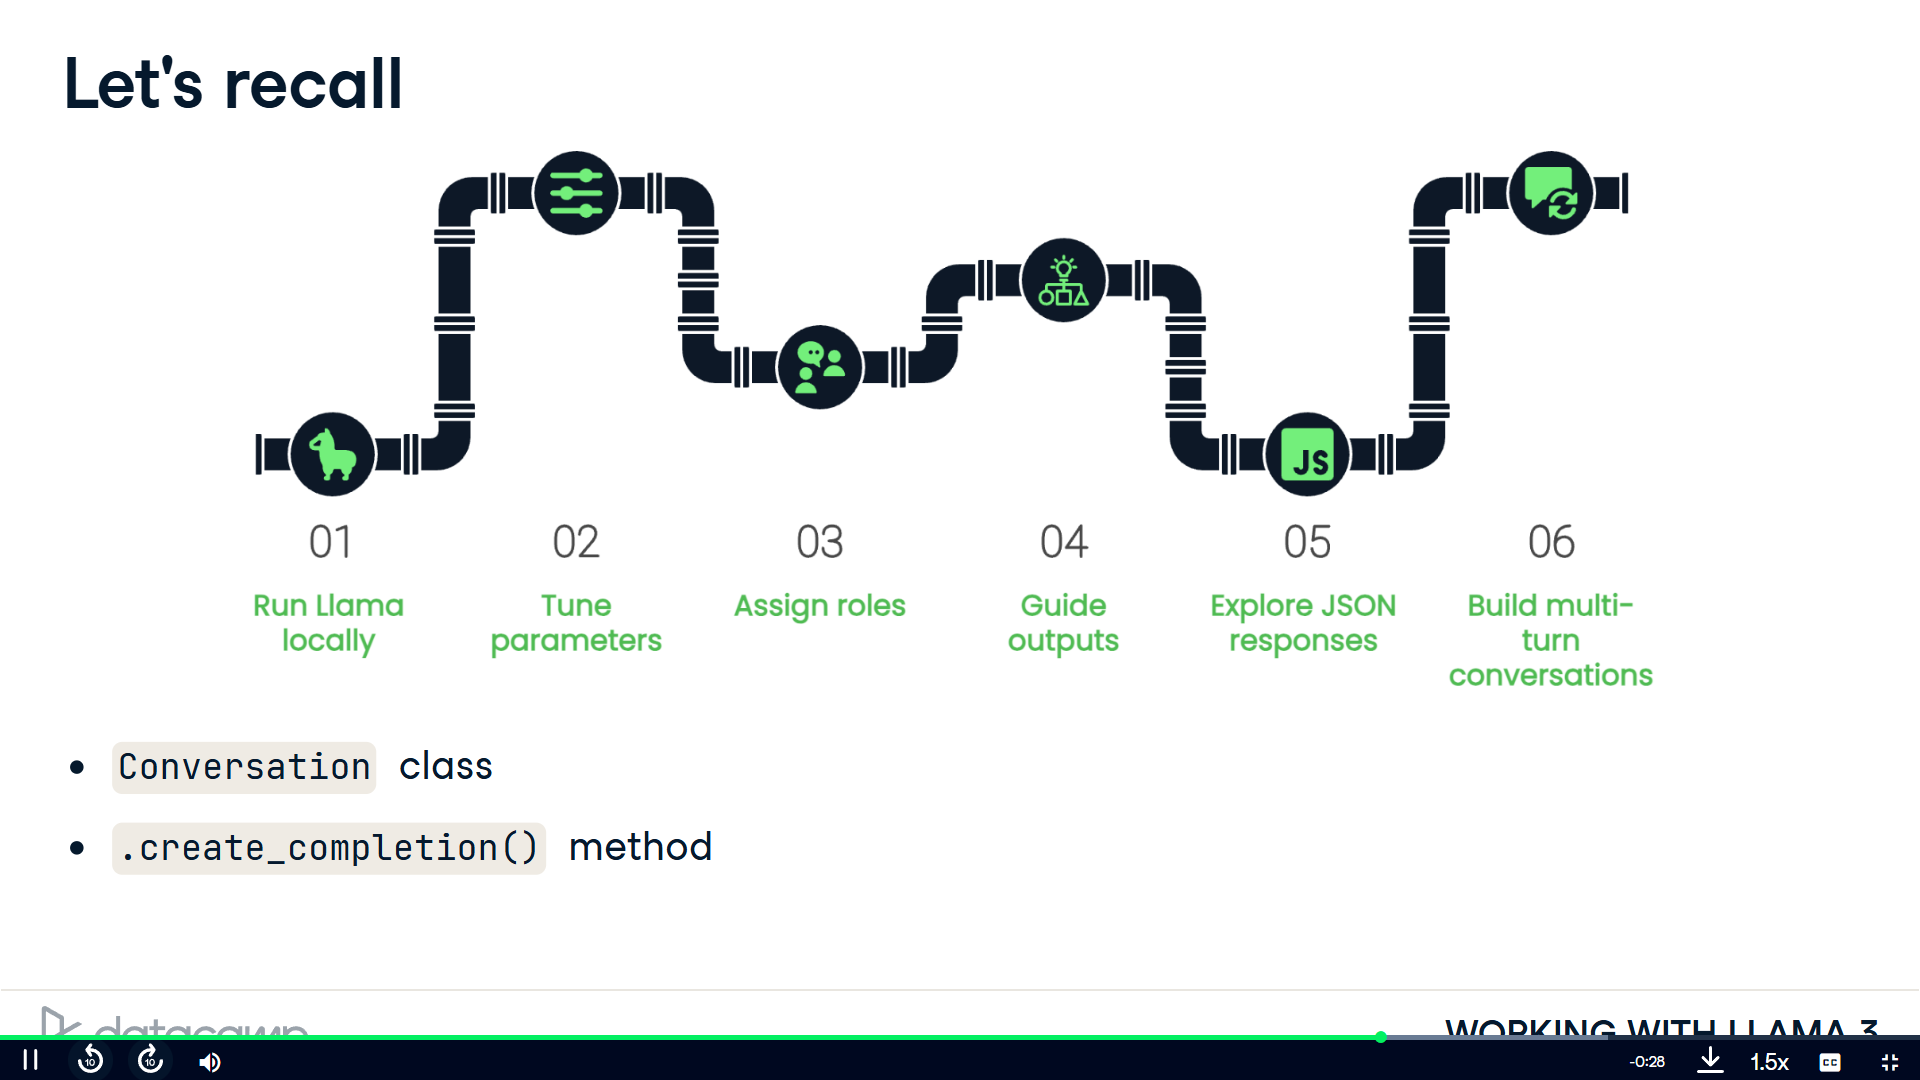 Let's recall
JS
01
02
03
04
05
06
Run Llama
locally
Tune
parameters
Assign roles
Guide
outputs
Explore JSON
responses
Build multi-
turn
conversations
• Conversation class
• .create_completion() method
datacamp
WORKING WITH LLAMA 3
10
10
-0:28
1.5x
CC